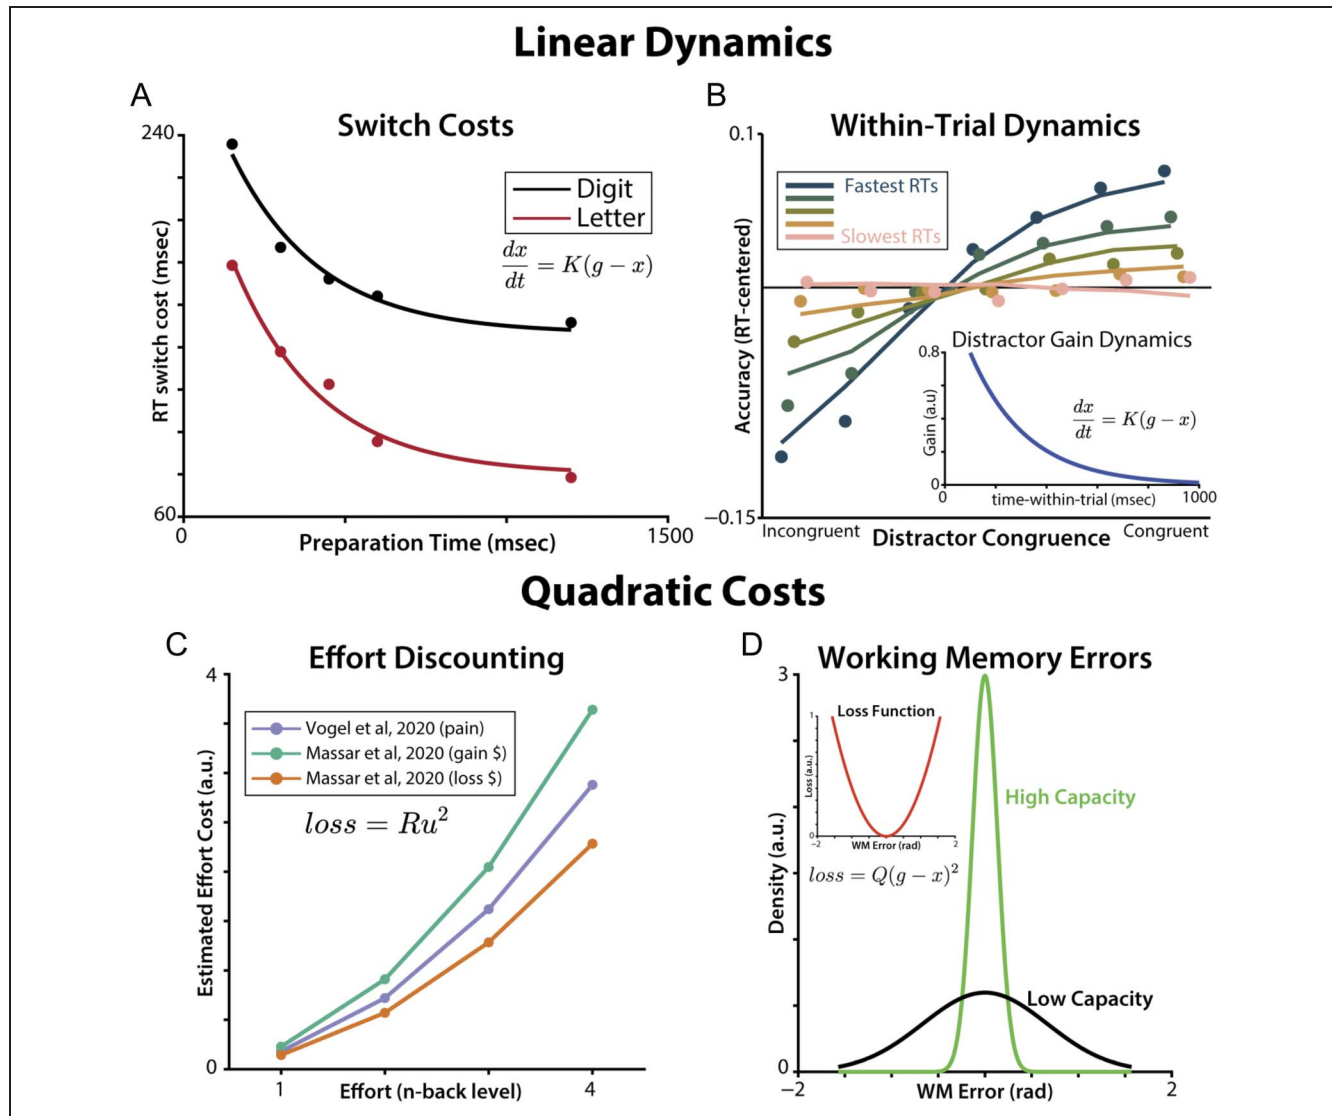 Linear Dynamics
A
Switch Costs
240
Digit
Letter
dx/dt = K(g − x)
RT switch cost (msec)
60
0
1500
Preparation Time (msec)
B
Within-Trial Dynamics
0.1
Fastest RTs
Slowest RTs
Accuracy (RT-centered)
−0.15
Incongruent
Distractor Congruence
Congruent
Distractor Gain Dynamics
0.8
Gain (a.u)
dx/dt = K(g − x)
0
0
time-within-trial (msec)
1000
Quadratic Costs
C
Effort Discounting
4
Vogel et al, 2020 (pain)
Massar et al, 2020 (gain $)
Massar et al, 2020 (loss $)
loss = Ru²
Estimated Effort Cost (a.u.)
0
1
Effort (n-back level)
4
D
Working Memory Errors
3
Loss Function
1
Loss (a.u.)
0
−2
WM Error (rad)
2
loss = Q(g − x)²
High Capacity
Low Capacity
Density (a.u.)
0
−2
WM Error (rad)
2